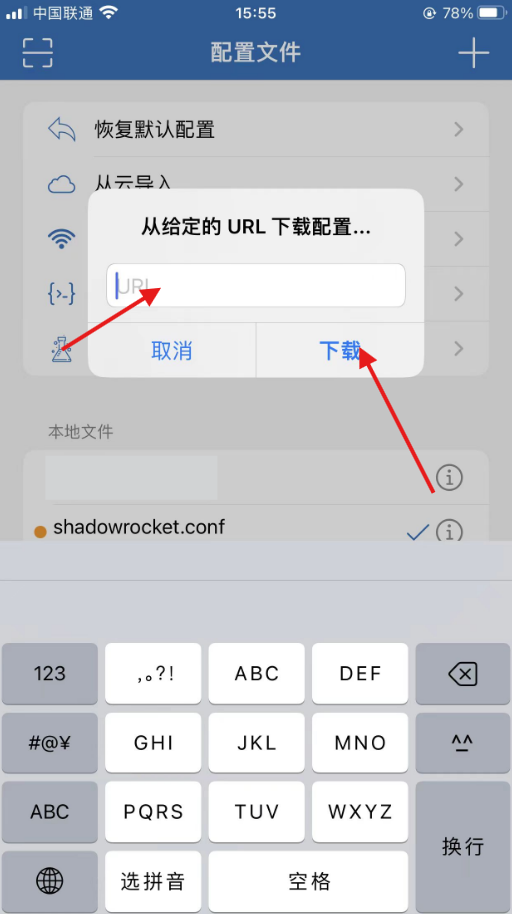 中国联通 15:55 78%
配置文件
恢复默认配置
从云导入
从给定的 URL 下载配置...
URL
取消 下载
本地文件
shadowrocket.conf
123 ,。?! ABC DEF
#@¥ GHI JKL MNO ^^
ABC PQRS TUV WXYZ 换行
选拼音 空格